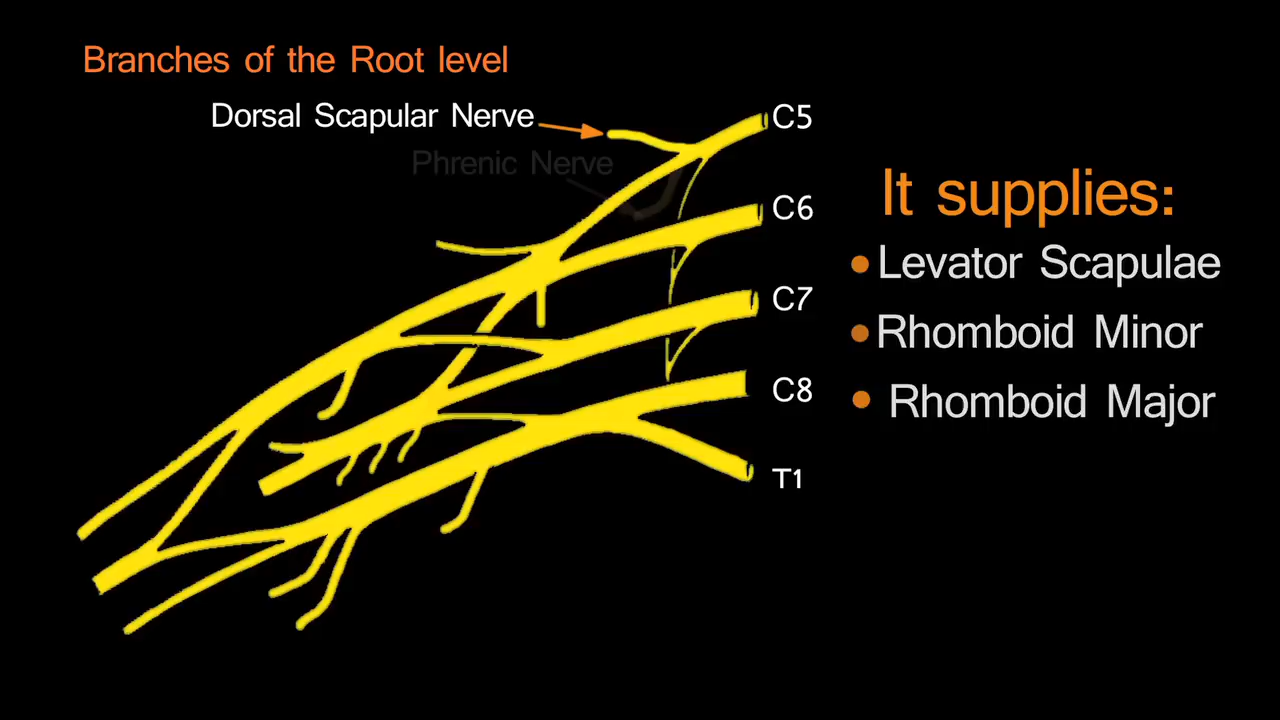 Branches of the Root level
Dorsal Scapular Nerve
Phrenic Nerve
C5
C6
C7
C8
T1
It supplies:
Levator Scapulae
Rhomboid Minor
Rhomboid Major